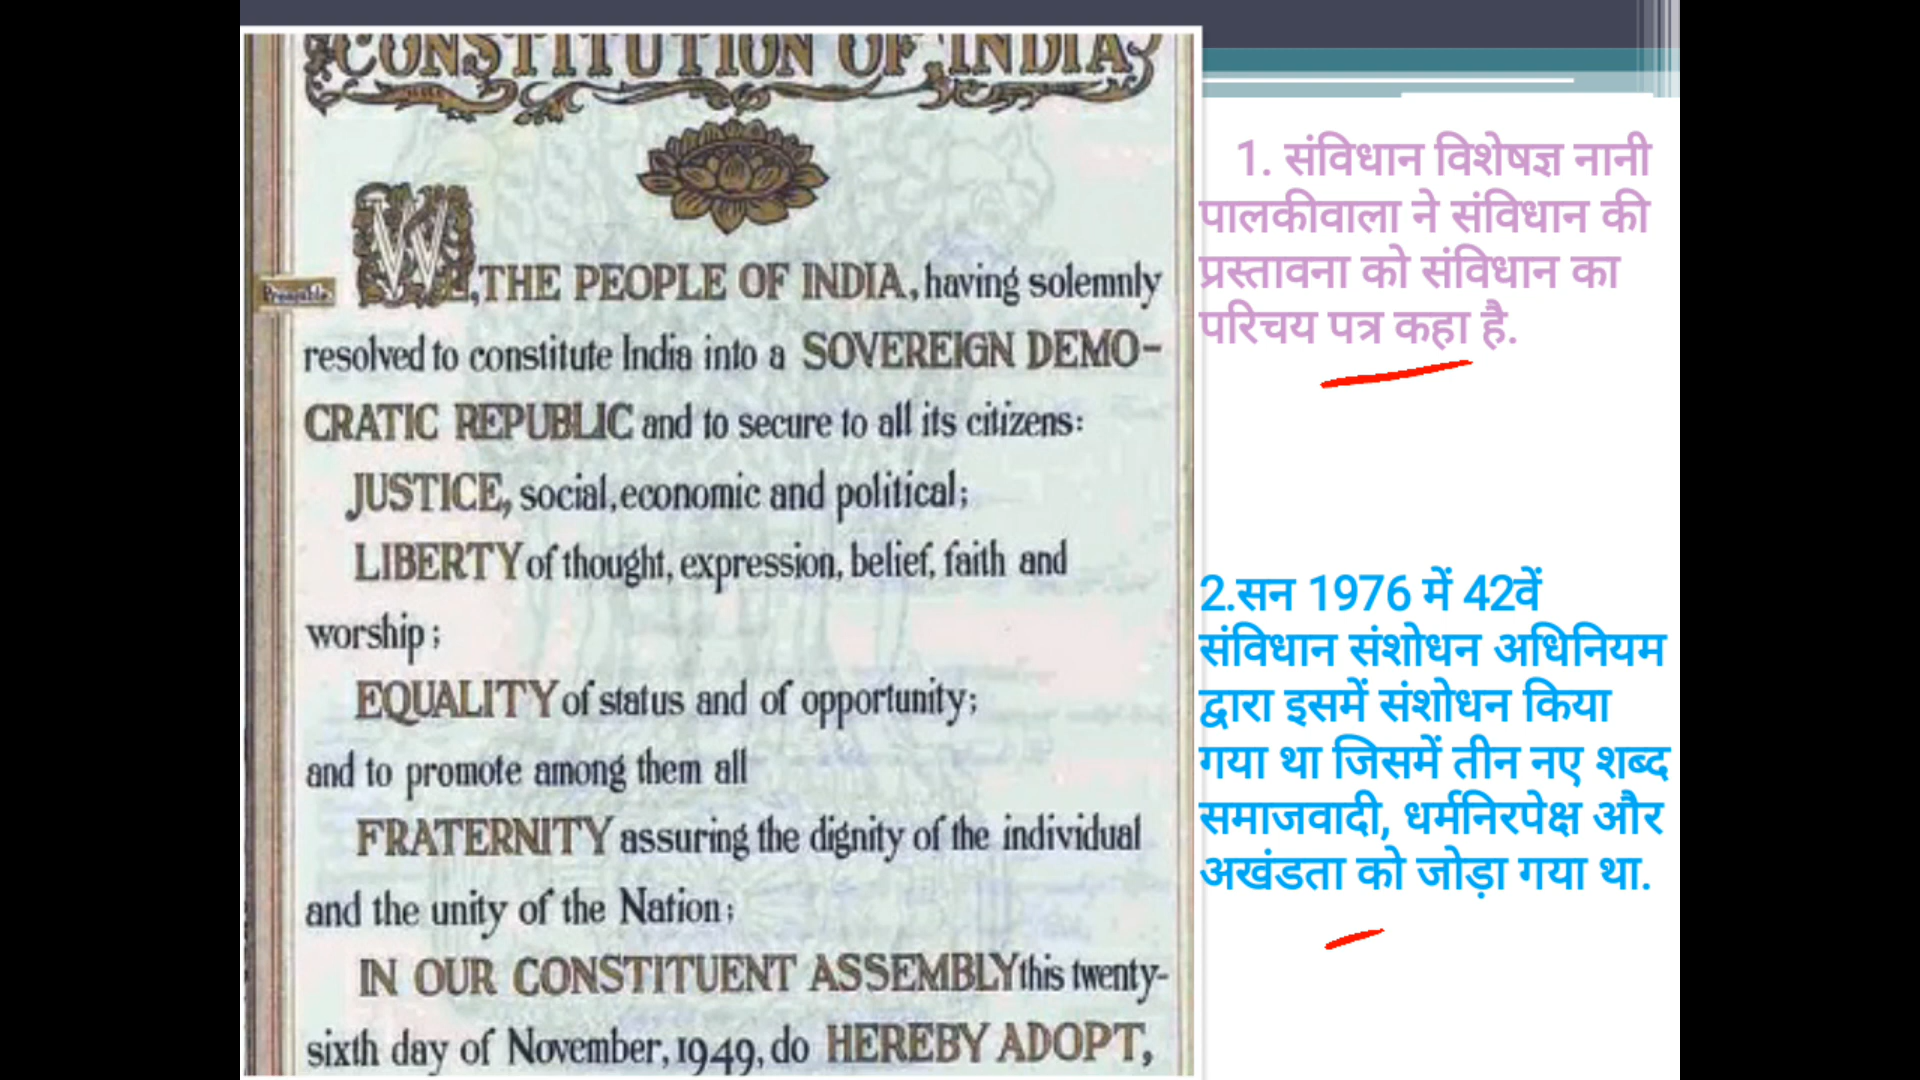 CONSTITUTION OF INDIA
WE, THE PEOPLE OF INDIA, having solemnly
Preamble
resolved to constitute India into a SOVEREIGN DEMO-
CRATIC REPUBLIC and to secure to all its citizens:
JUSTICE, social, economic and political;
LIBERTY of thought, expression, belief, faith and
worship;
EQUALITY of status and of opportunity;
and to promote among them all
FRATERNITY assuring the dignity of the individual
and the unity of the Nation;
IN OUR CONSTITUENT ASSEMBLY this twenty-
sixth day of November, 1949, do HEREBY ADOPT,
1. संविधान विशेषज्ञ नानी
पालकीवाला ने संविधान की
प्रस्तावना को संविधान का
परिचय पत्र कहा है.
2.सन 1976 में 42वें
संविधान संशोधन अधिनियम
द्वारा इसमें संशोधन किया
गया था जिसमें तीन नए शब्द
समाजवादी, धर्मनिरपेक्ष और
अखंडता को जोड़ा गया था.